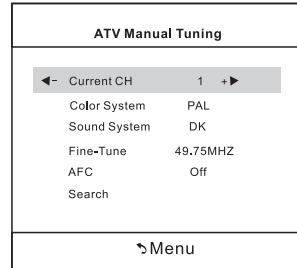 ATV Manual Tuning
◀- Current CH 1 +▶
Color System PAL
Sound System DK
Fine-Tune 49.75MHZ
AFC Off
Search
Menu